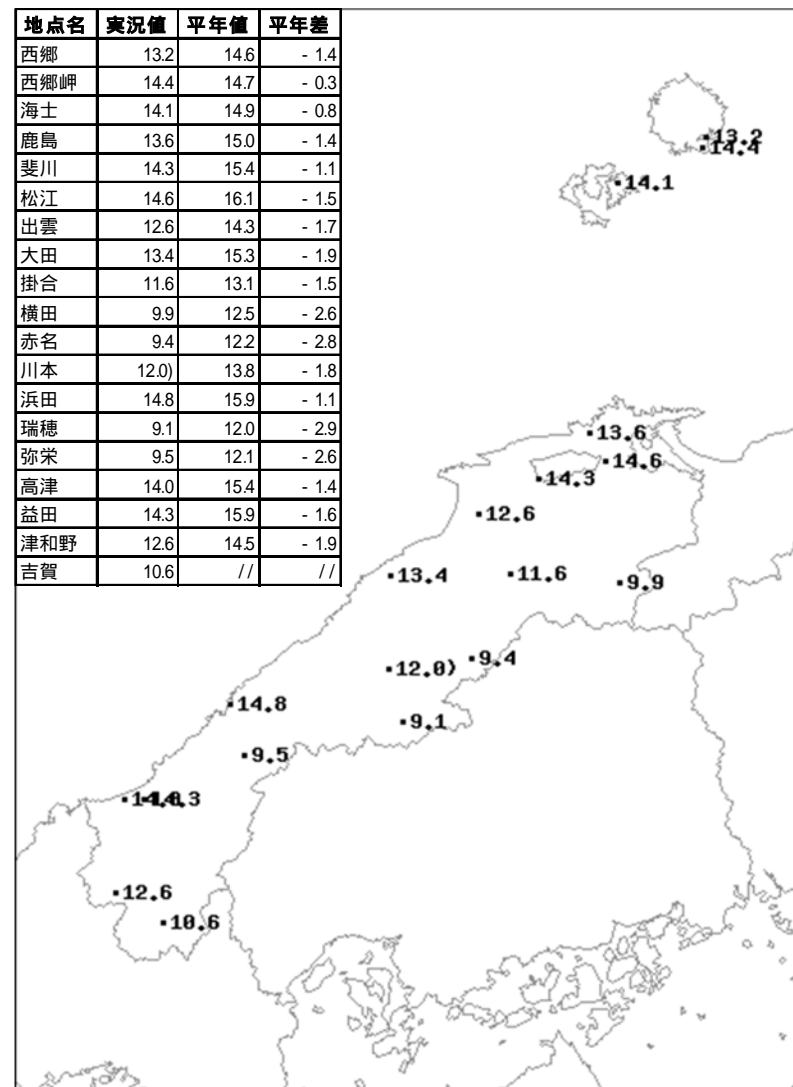 地点名 実況値 平年値 平年差
西郷 13.2 14.6 - 1.4
西郷岬 14.4 14.7 - 0.3
海士 14.1 14.9 - 0.8
鹿島 13.6 15.0 - 1.4
斐川 14.3 15.4 - 1.1
松江 14.6 16.1 - 1.5
出雲 12.6 14.3 - 1.7
大田 13.4 15.3 - 1.9
掛合 11.6 13.1 - 1.5
横田 9.9 12.5 - 2.6
赤名 9.4 12.2 - 2.8
川本 12.0) 13.8 - 1.8
浜田 14.8 15.9 - 1.1
瑞穂 9.1 12.0 - 2.9
弥栄 9.5 12.1 - 2.6
高津 14.0 15.4 - 1.4
益田 14.3 15.9 - 1.6
津和野 12.6 14.5 - 1.9
吉賀 10.6 // //
13.2
14.4
14.1
13.6
14.6
14.3
12.6
13.4
11.6
9.9
9.4
12.0)
14.8
9.1
9.5
14.0
14.3
12.6
10.6